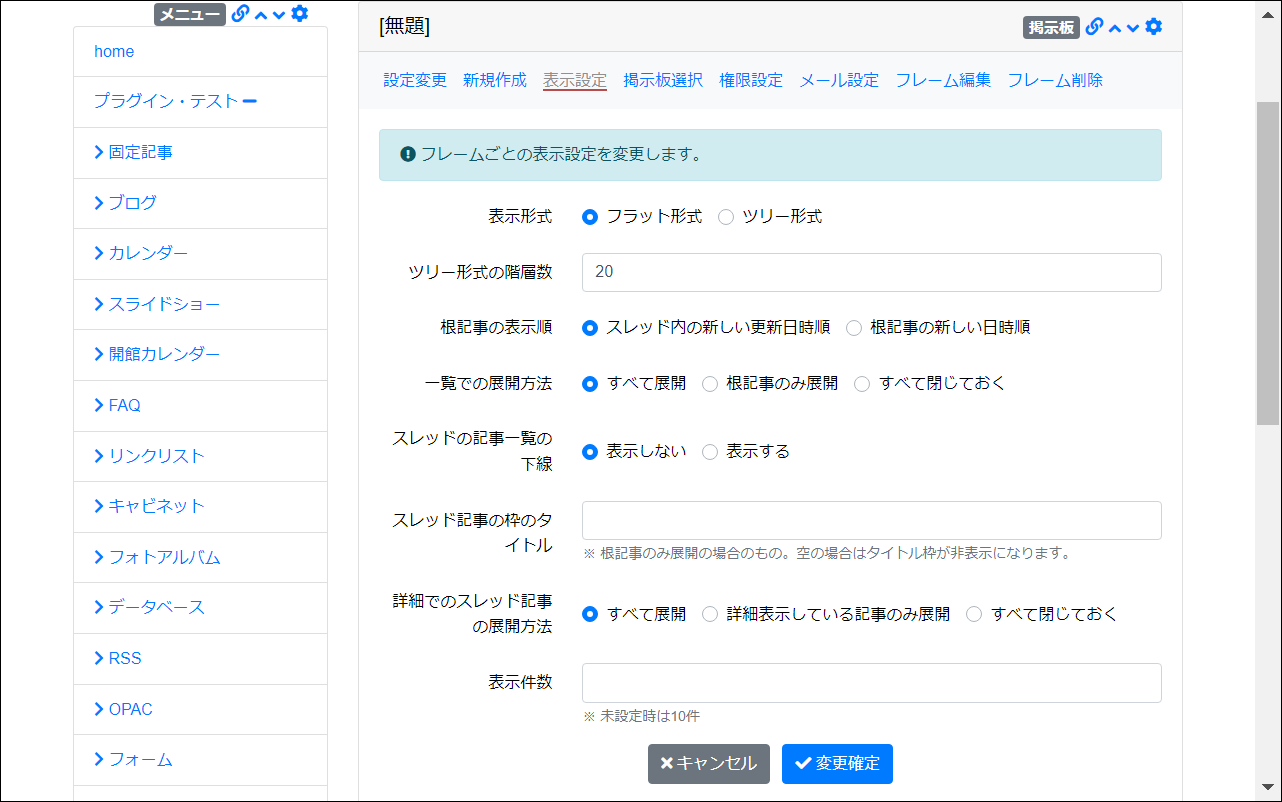 メニュー
home
プラグイン・テスト
固定記事
ブログ
カレンダー
スライドショー
開館カレンダー
FAQ
リンクリスト
キャビネット
フォトアルバム
データベース
RSS
OPAC
フォーム
[無題]
掲示板
設定変更 新規作成 表示設定 掲示板選択 権限設定 メール設定 フレーム編集 フレーム削除
フレームごとの表示設定を変更します。
表示形式 フラット形式 ツリー形式
ツリー形式の階層数 20
根記事の表示順 スレッド内の新しい更新日時順 根記事の新しい日時順
一覧での展開方法 すべて展開 根記事のみ展開 すべて閉じておく
スレッドの記事一覧の
下線
表示しない 表示する
スレッド記事の枠のタ
イトル
※ 根記事のみ展開の場合のもの。空の場合はタイトル枠が非表示になります。
詳細でのスレッド記事
の展開方法
すべて展開 詳細表示している記事のみ展開 すべて閉じておく
表示件数
※ 未設定時は10件
キャンセル 変更確定